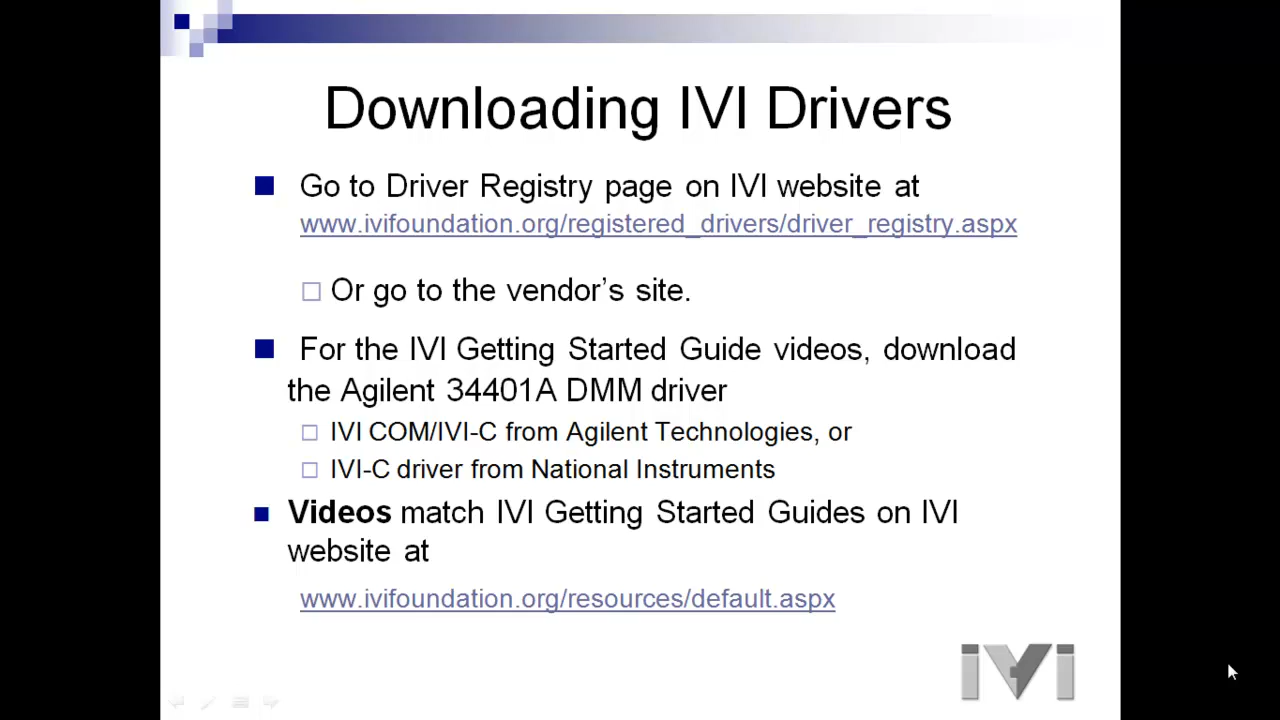 Downloading IVI Drivers
Go to Driver Registry page on IVI website at
www.ivifoundation.org/registered_drivers/driver_registry.aspx
Or go to the vendor’s site.
For the IVI Getting Started Guide videos, download
the Agilent 34401A DMM driver
IVI COM/IVI-C from Agilent Technologies, or
IVI-C driver from National Instruments
Videos match IVI Getting Started Guides on IVI
website at
www.ivifoundation.org/resources/default.aspx
iVi